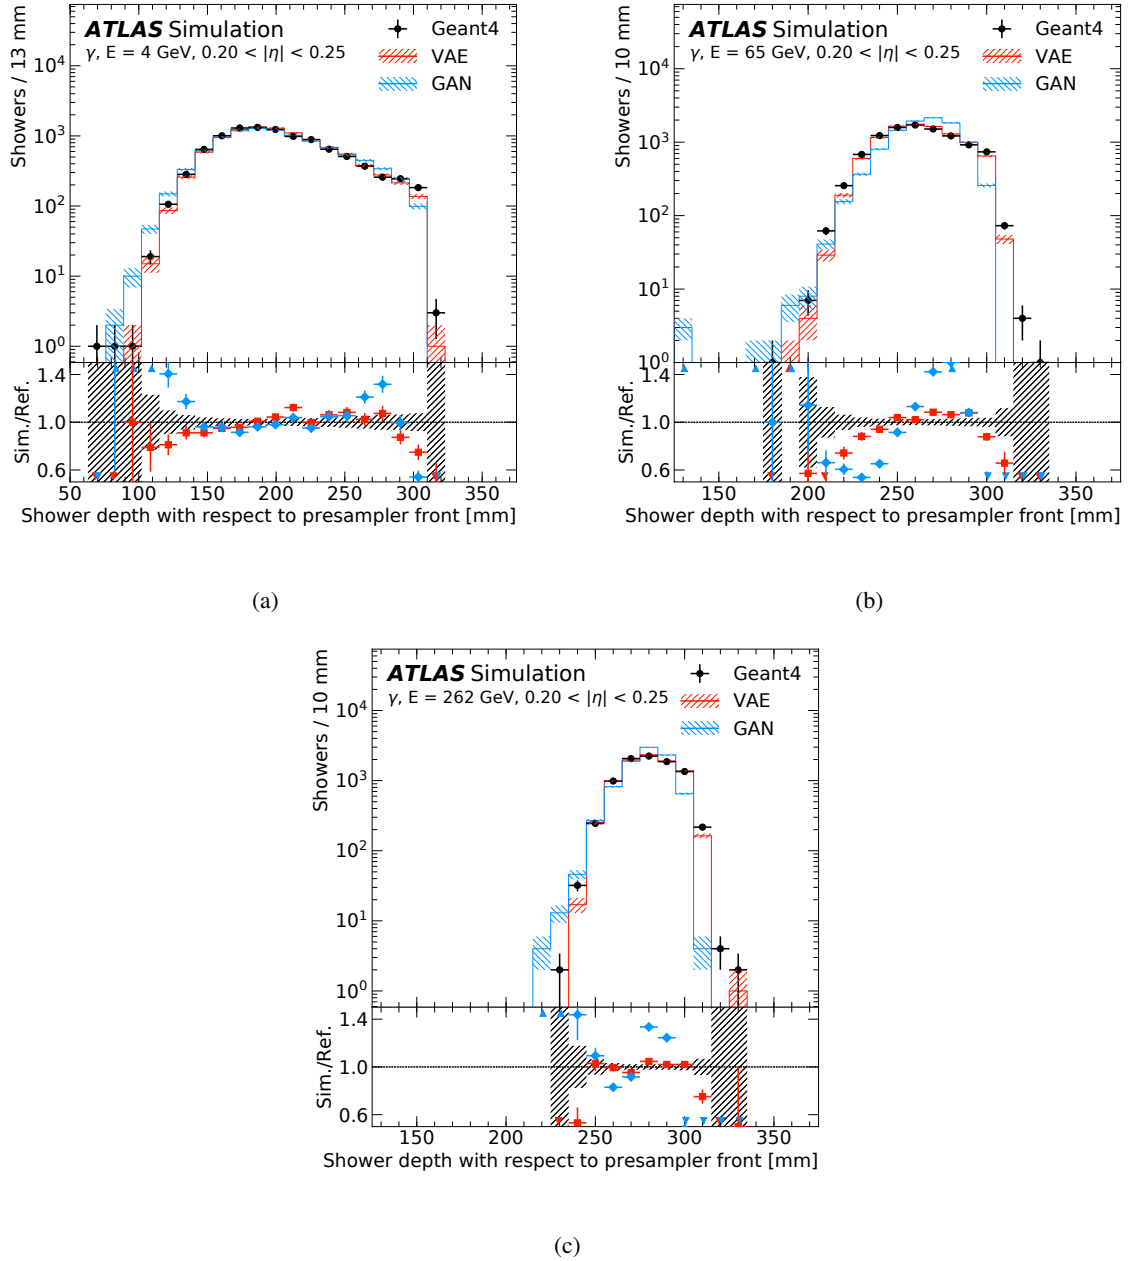 ATLAS Simulation
γ, E = 4 GeV, 0.20 < |η| < 0.25
Geant4
VAE
GAN
Showers / 13 mm
10⁴
10³
10²
10¹
10⁰
Sim./Ref.
1.4
1.0
0.6
50 100 150 200 250 300 350
Shower depth with respect to presampler front [mm]
(a)
ATLAS Simulation
γ, E = 65 GeV, 0.20 < |η| < 0.25
Geant4
VAE
GAN
Showers / 10 mm
10⁴
10³
10²
10¹
10⁰
Sim./Ref.
1.4
1.0
0.6
150 200 250 300 350
Shower depth with respect to presampler front [mm]
(b)
ATLAS Simulation
γ, E = 262 GeV, 0.20 < |η| < 0.25
Geant4
VAE
GAN
Showers / 10 mm
10⁴
10³
10²
10¹
10⁰
Sim./Ref.
1.4
1.0
0.6
150 200 250 300 350
Shower depth with respect to presampler front [mm]
(c)